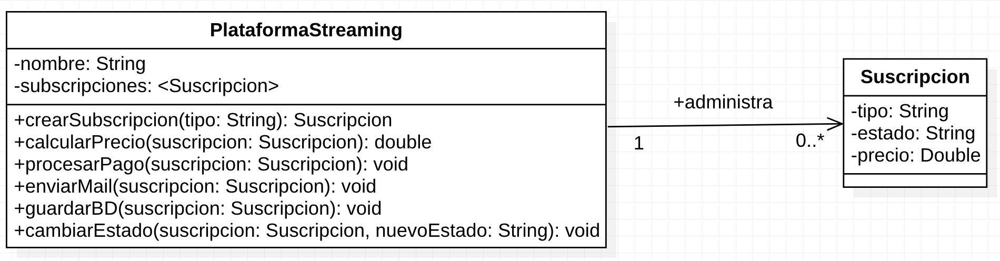 PlataformaStreaming
-nombre: String
-subscripciones: <Suscripcion>
+crearSubscripcion(tipo: String): Suscripcion
+calcularPrecio(suscripcion: Suscripcion): double
+procesarPago(suscripcion: Suscripcion): void
+enviarMail(suscripcion: Suscripcion): void
+guardarBD(suscripcion: Suscripcion): void
+cambiarEstado(suscripcion: Suscripcion, nuevoEstado: String): void
+administra
1
0..*
Suscripcion
-tipo: String
-estado: String
-precio: Double